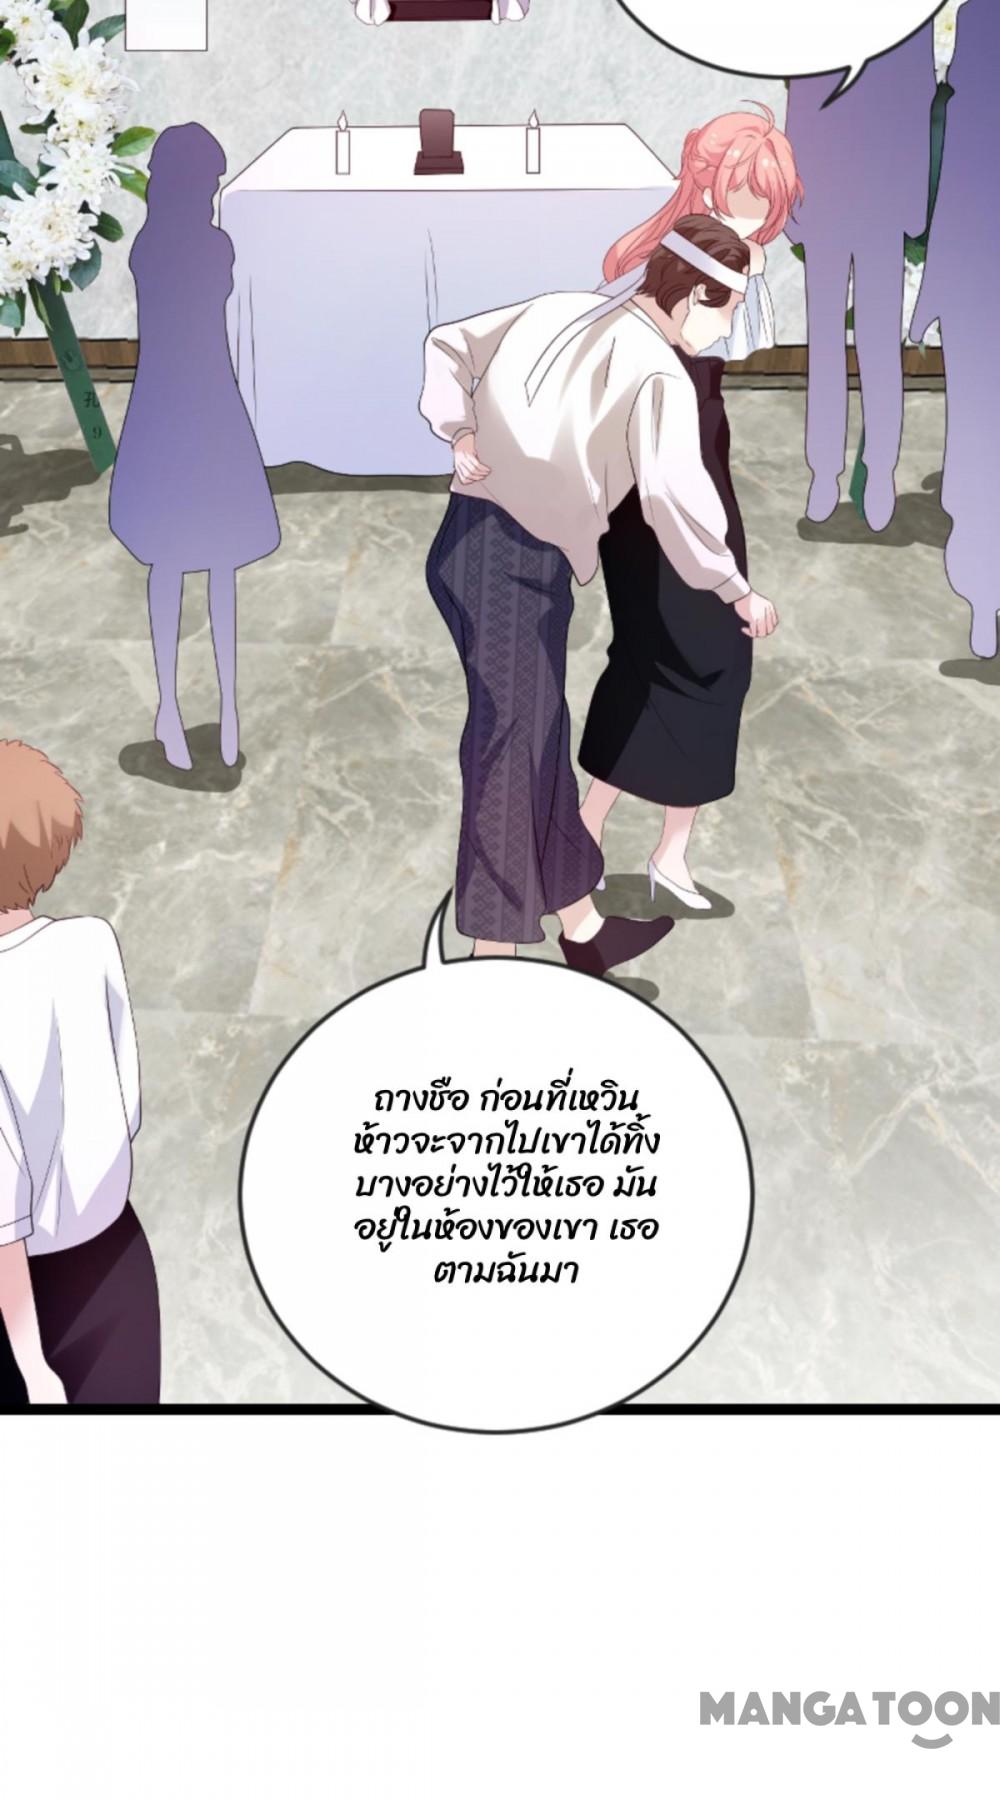 孔
9
ถางซือ ก่อนที่เหวิน
ห้าวจะจากไปเขาได้ทิ้ง
บางอย่างไว้ให้เธอ มัน
อยู่ในห้องของเขา เธอ
ตามฉันมา
MANGATOON